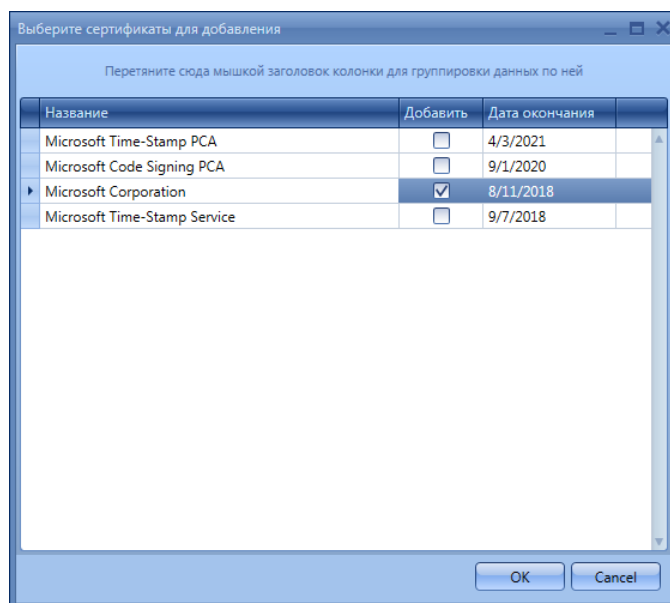 Выберите сертификаты для добавления
Перетяните сюда мышкой заголовок колонки для группировки данных по ней
Название Добавить Дата окончания
Microsoft Time-Stamp PCA 4/3/2021
Microsoft Code Signing PCA 9/1/2020
Microsoft Corporation 8/11/2018
Microsoft Time-Stamp Service 9/7/2018
OK Cancel